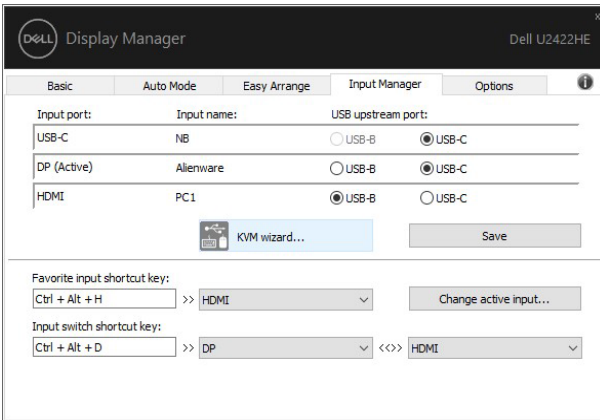 DELL Display Manager
Dell U2422HE
Basic Auto Mode Easy Arrange Input Manager Options
Input port: Input name: USB upstream port:
USB-C NB USB-B USB-C
DP (Active) Alienware USB-B USB-C
HDMI PC1 USB-B USB-C
KVM wizard... Save
Favorite input shortcut key:
Ctrl + Alt + H >> HDMI Change active input...
Input switch shortcut key:
Ctrl + Alt + D >> DP <<>> HDMI